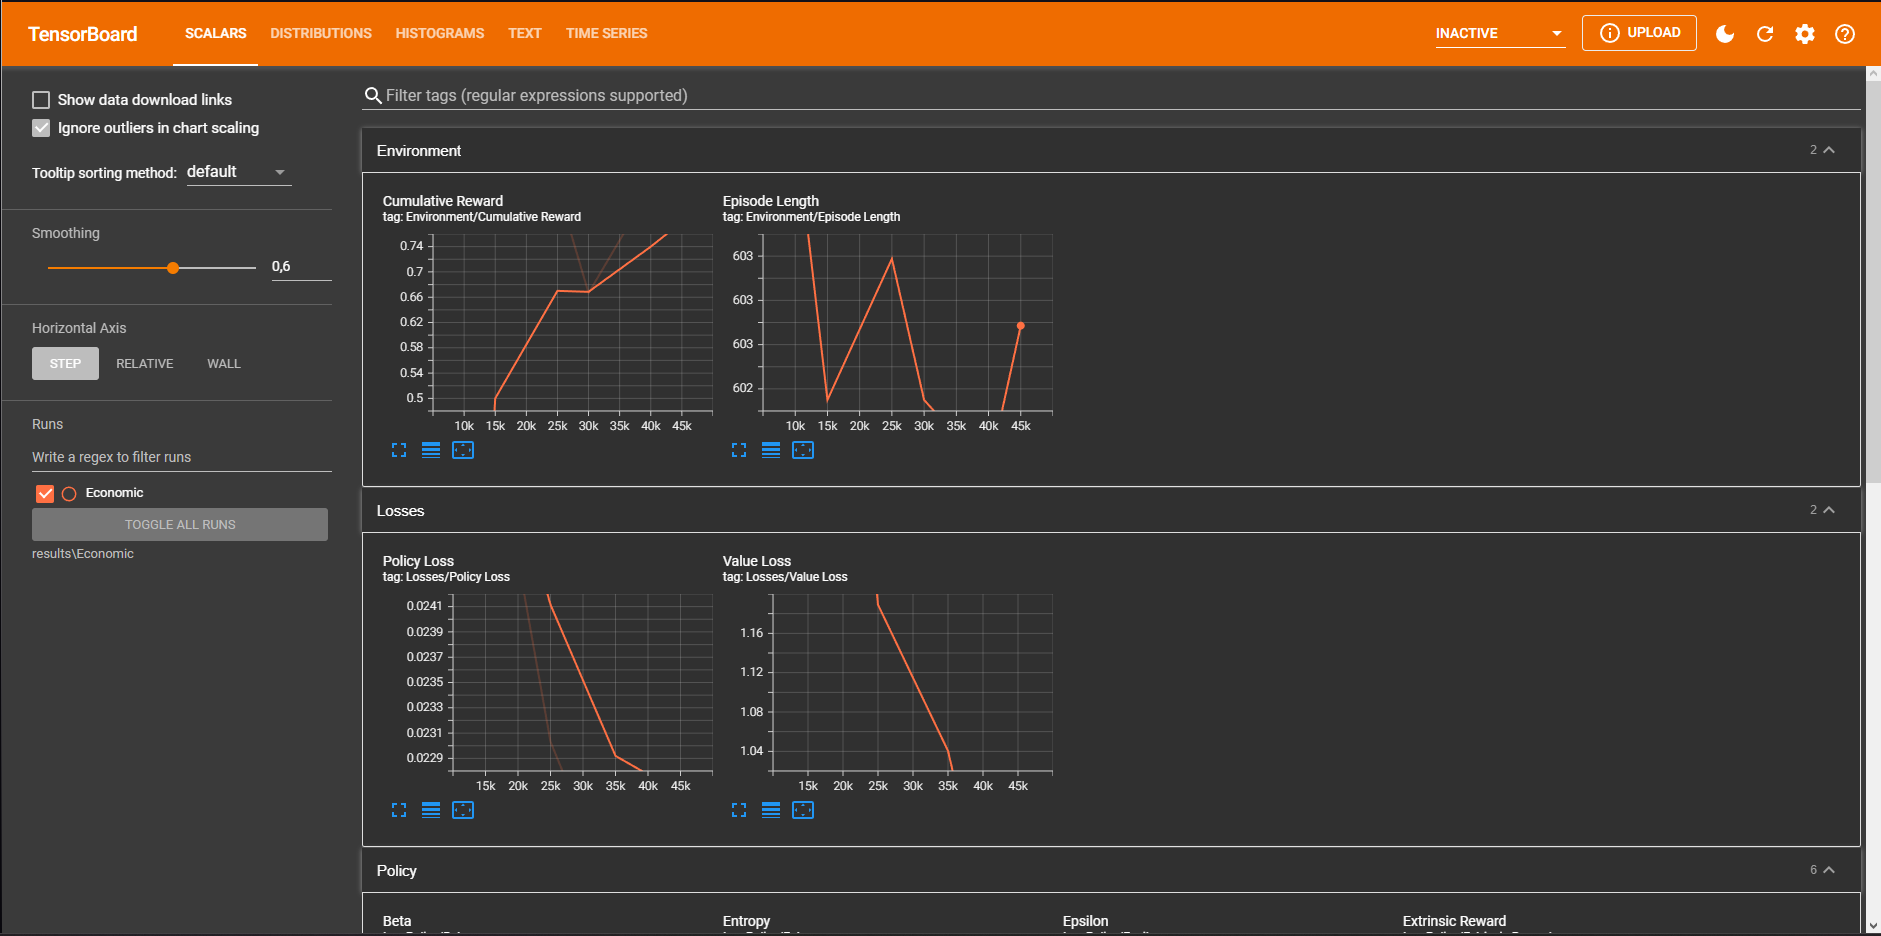 TensorBoard
SCALARS
DISTRIBUTIONS
HISTOGRAMS
TEXT
TIME SERIES
INACTIVE
UPLOAD
Show data download links
Ignore outliers in chart scaling
Tooltip sorting method: default
Smoothing
0,6
Horizontal Axis
STEP
RELATIVE
WALL
Runs
Write a regex to filter runs
Economic
TOGGLE ALL RUNS
results\Economic
Filter tags (regular expressions supported)
Environment
2
Cumulative Reward
tag: Environment/Cumulative Reward
0.74
0.7
0.66
0.62
0.58
0.54
0.5
10k 15k 20k 25k 30k 35k 40k 45k
Episode Length
tag: Environment/Episode Length
603
603
603
602
10k 15k 20k 25k 30k 35k 40k 45k
Losses
2
Policy Loss
tag: Losses/Policy Loss
0.0241
0.0239
0.0237
0.0235
0.0233
0.0231
0.0229
15k 20k 25k 30k 35k 40k 45k
Value Loss
tag: Losses/Value Loss
1.16
1.12
1.08
1.04
15k 20k 25k 30k 35k 40k 45k
Policy
6
Beta
Entropy
Epsilon
Extrinsic Reward